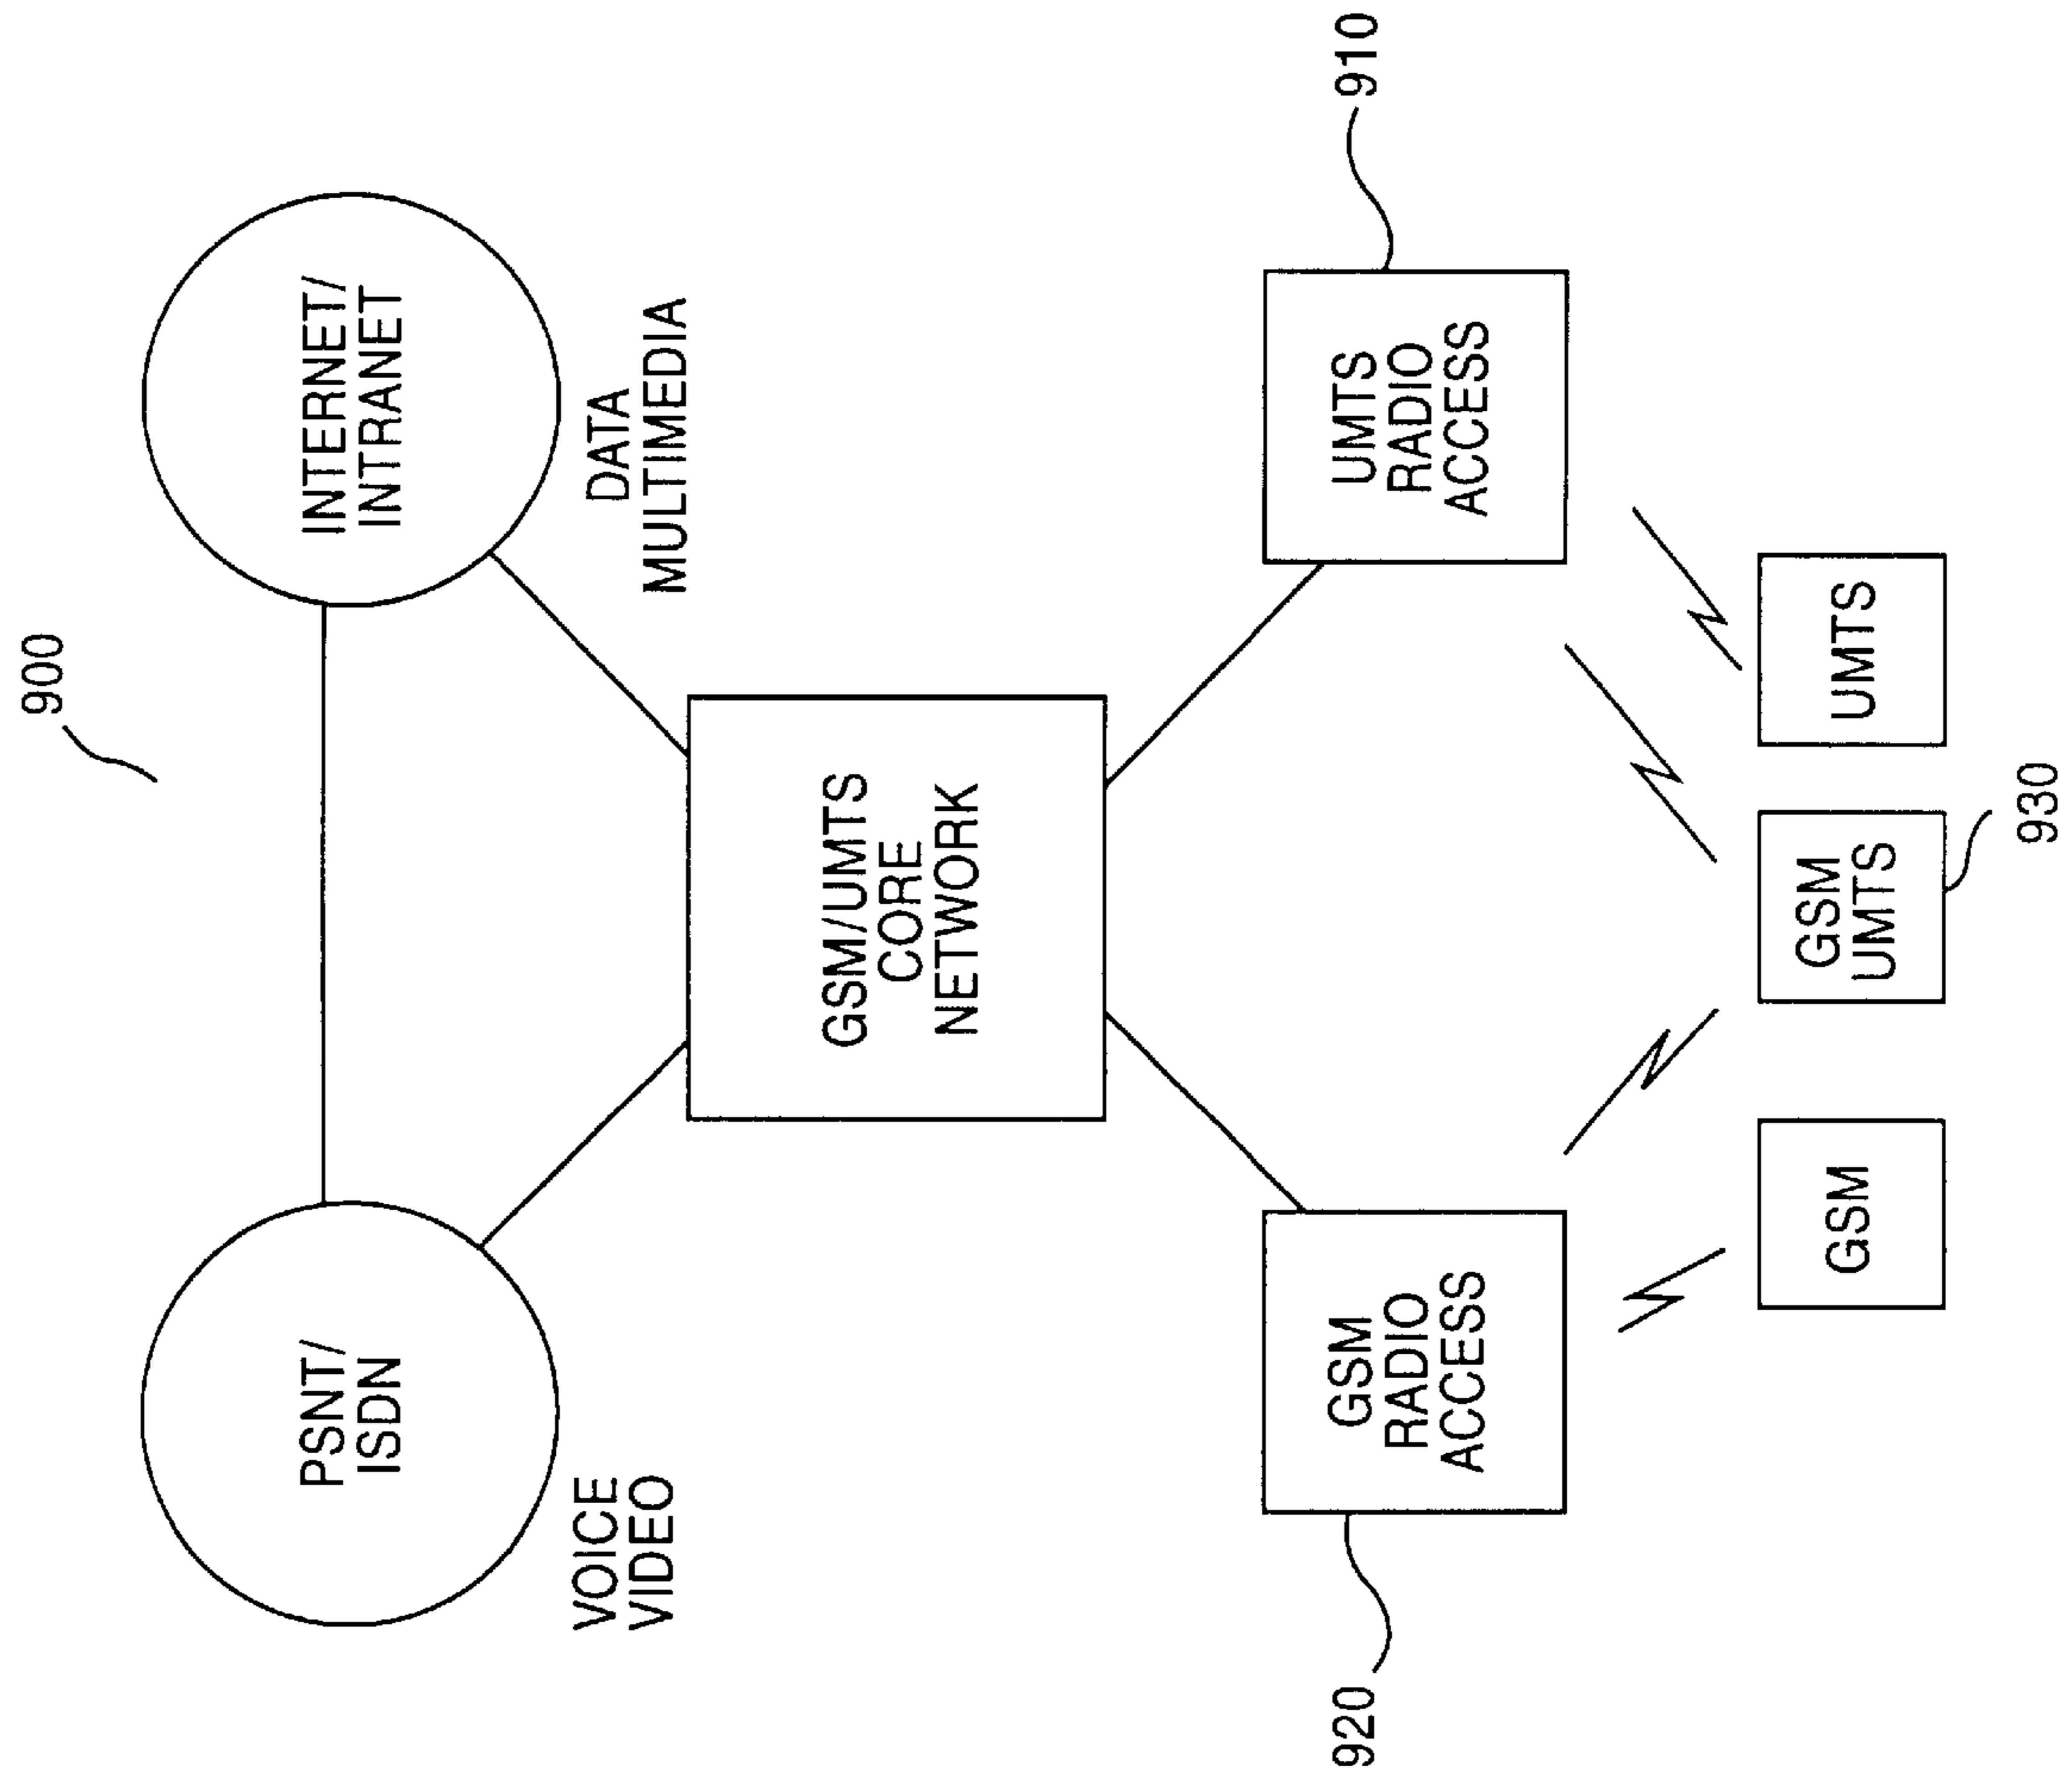 900
PSNT/
ISDN
INTERNET/
INTRANET
VOICE
VIDEO
DATA
MULTIMEDIA
GSM/UMTS
CORE
NETWORK
920
GSM
RADIO
ACCESS
UMTS
RADIO
ACCESS
910
GSM
GSM
UMTS
UMTS
930